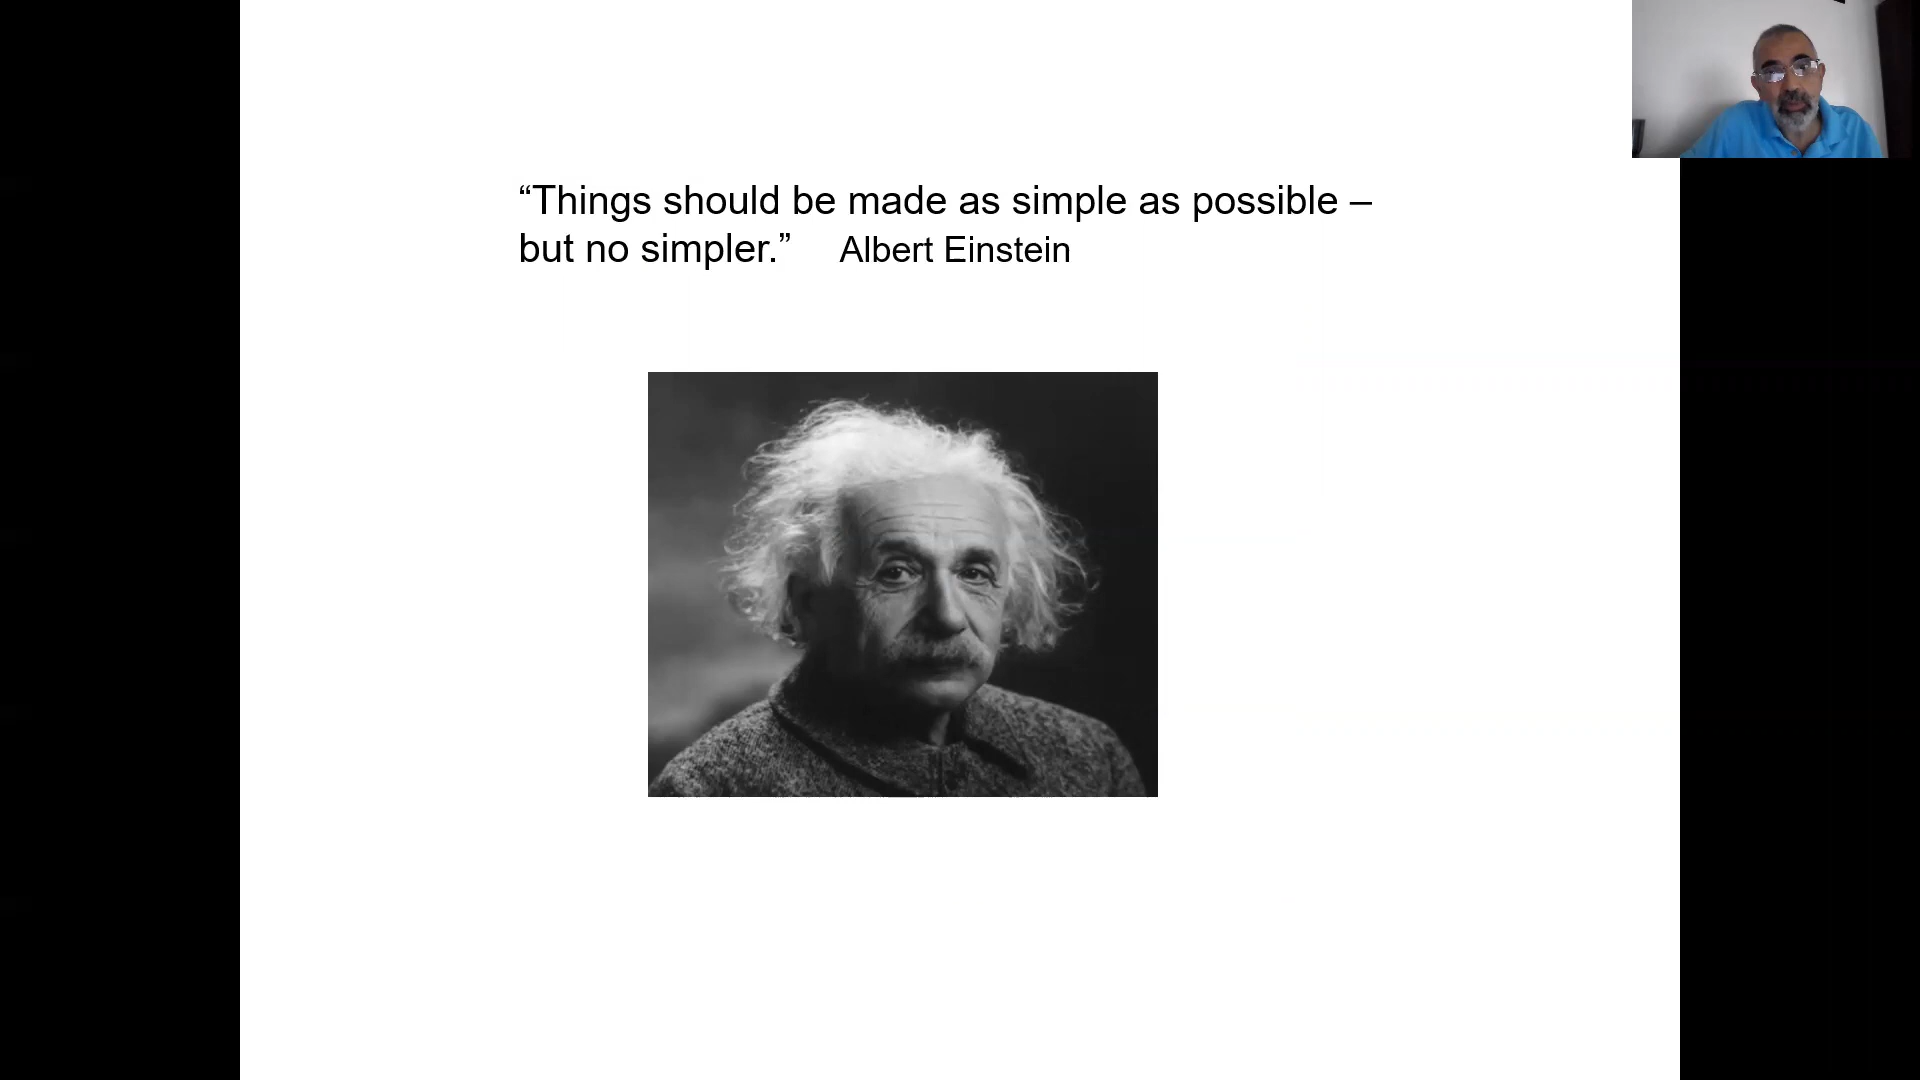 “Things should be made as simple as possible –
but no simpler.” Albert Einstein